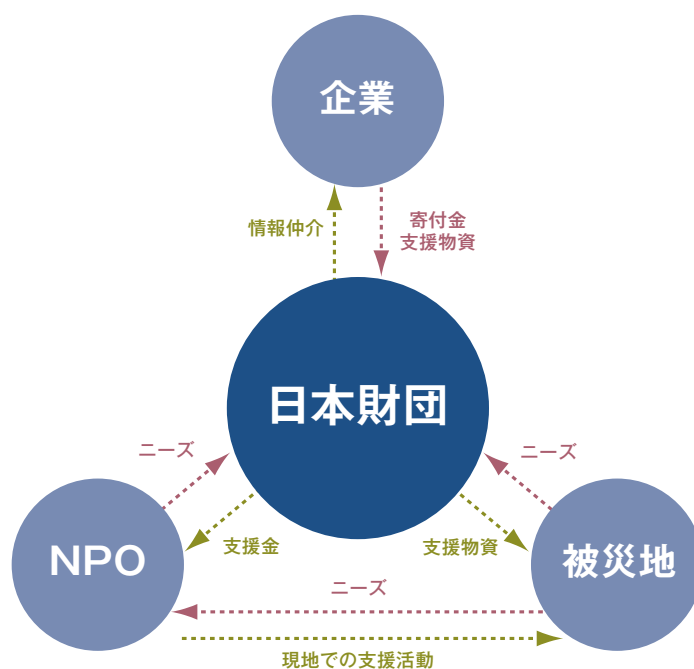 企業
情報仲介
寄付金
支援物資
日本財団
ニーズ
ニーズ
支援金
支援物資
NPO
被災地
ニーズ
現地での支援活動